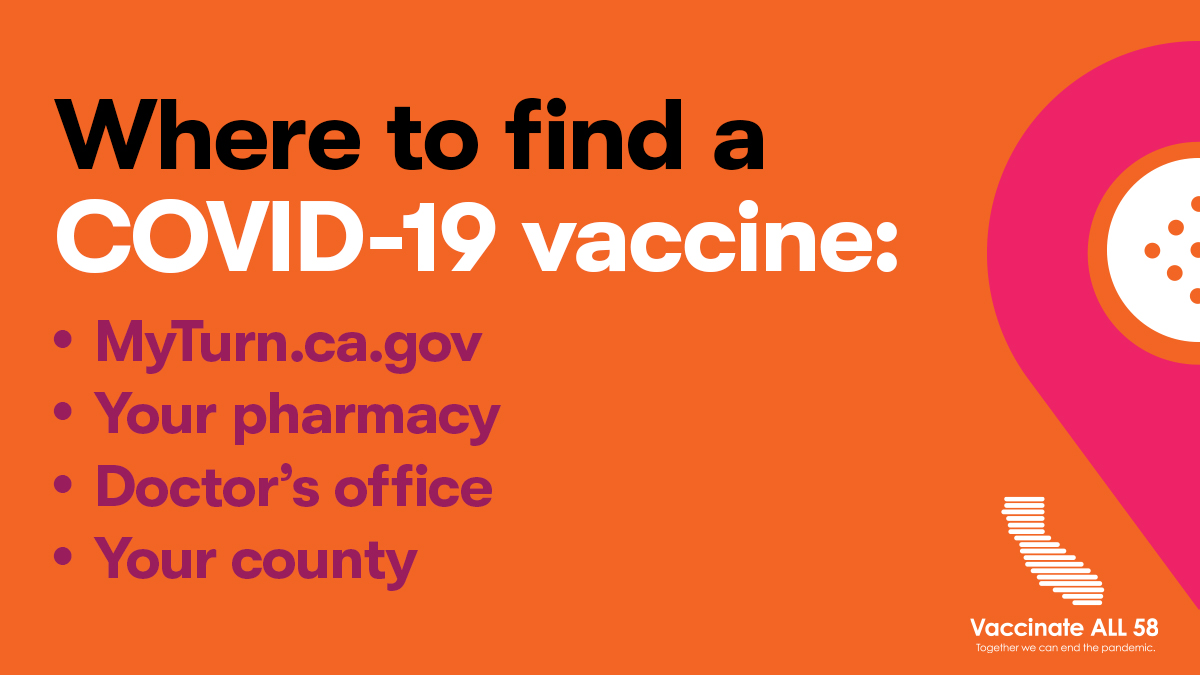 Where to find a
COVID-19 vaccine:
• MyTurn.ca.gov
• Your pharmacy
• Doctor’s office
• Your county
Vaccinate ALL 58
Together we can end the pandemic.